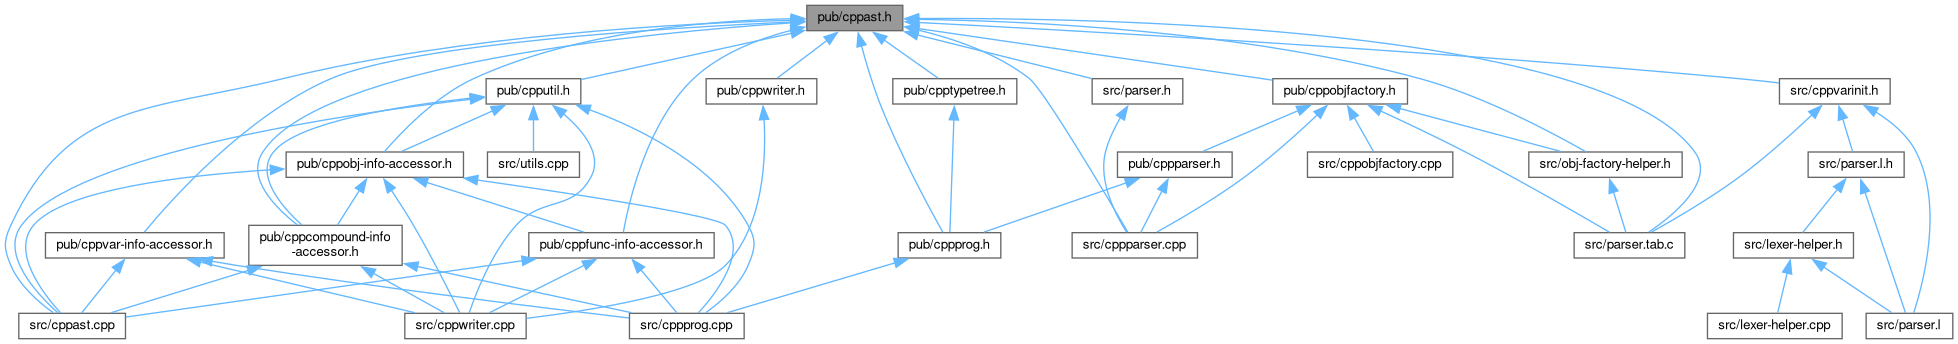 pub/cppast.h
pub/cpputil.h
pub/cppwriter.h
pub/cpptypetree.h
src/parser.h
pub/cppobjfactory.h
src/cppvarinit.h
pub/cppobj-info-accessor.h
src/utils.cpp
pub/cppparser.h
src/cppobjfactory.cpp
src/obj-factory-helper.h
src/parser.l.h
pub/cppvar-info-accessor.h
pub/cppcompound-info
-accessor.h
pub/cppfunc-info-accessor.h
pub/cppprog.h
src/cppparser.cpp
src/parser.tab.c
src/lexer-helper.h
src/cppast.cpp
src/cppwriter.cpp
src/cppprog.cpp
src/lexer-helper.cpp
src/parser.l